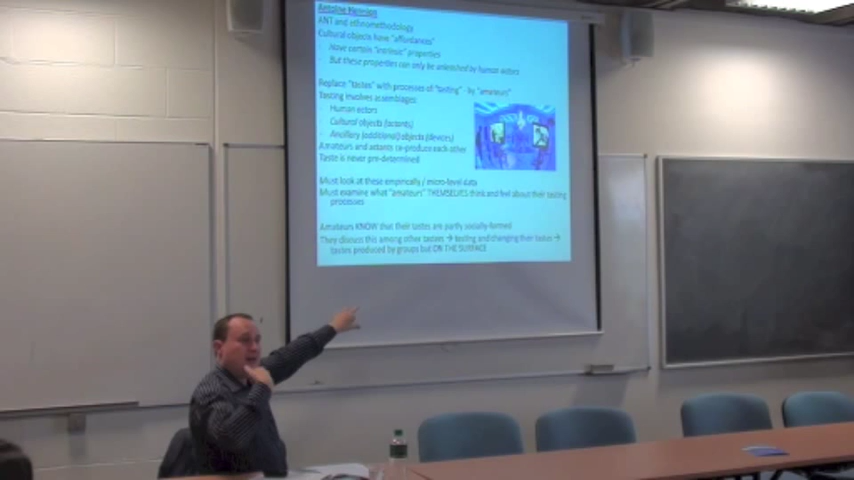 Antoine Hennion
ANT and ethnomethodology
Cultural objects have "affordances"
- Have certain "intrinsic" properties
- But these properties can only be unleashed by human actors
Replace "tastes" with processes of "tasting" - by "amateurs"
Tasting involves assemblages
- Human actors
- Cultural objects (actants)
- Ancillary (additional) objects (devices)
Amateurs and actants co-produce each other
Taste is never pre-determined
Must look at these empirically / micro-level data
Must examine what "amateurs" THEMSELVES think and feel about their tasting
processes
Amateurs KNOW that their tastes are partly socially-formed
They discuss this among other tasters → testing and changing their tastes →
tastes produced by groups but ON THE SURFACE